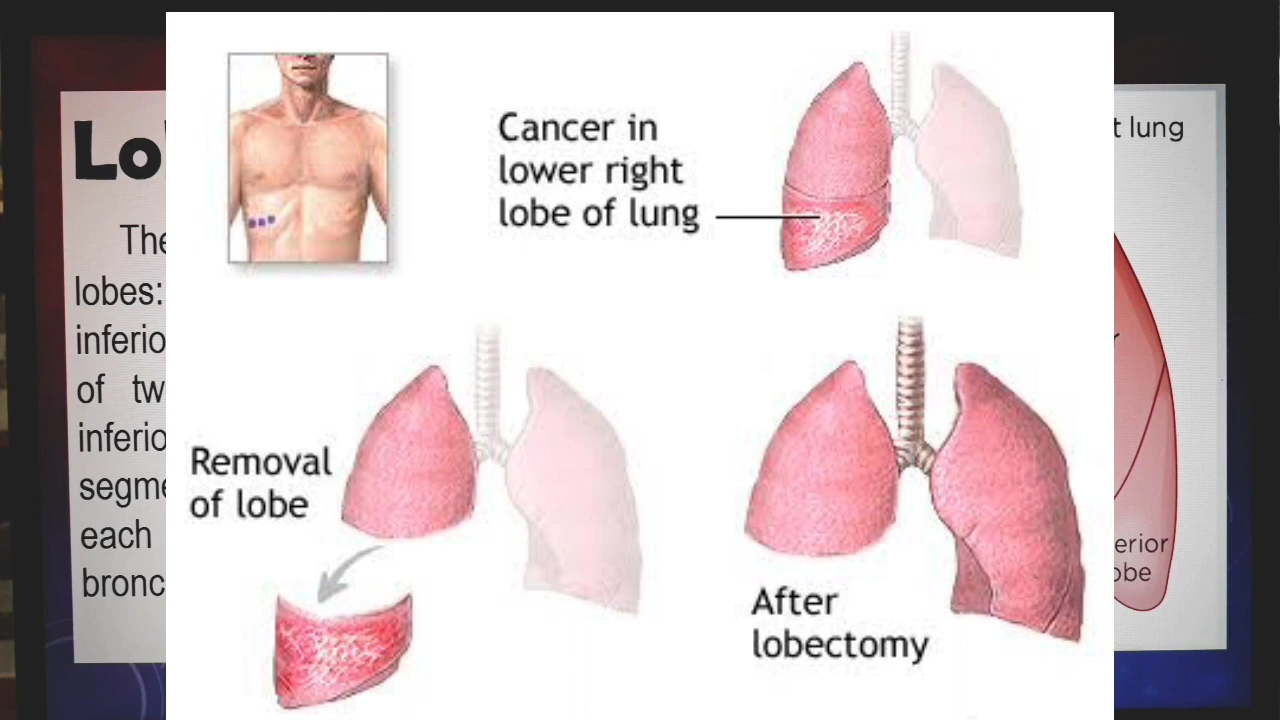 Lo
The
lobes:
inferio
of tw
inferio
segme
each
bronc
Cancer in
lower right
lobe of lung
Removal
of lobe
After
lobectomy
t lung
erior
obe